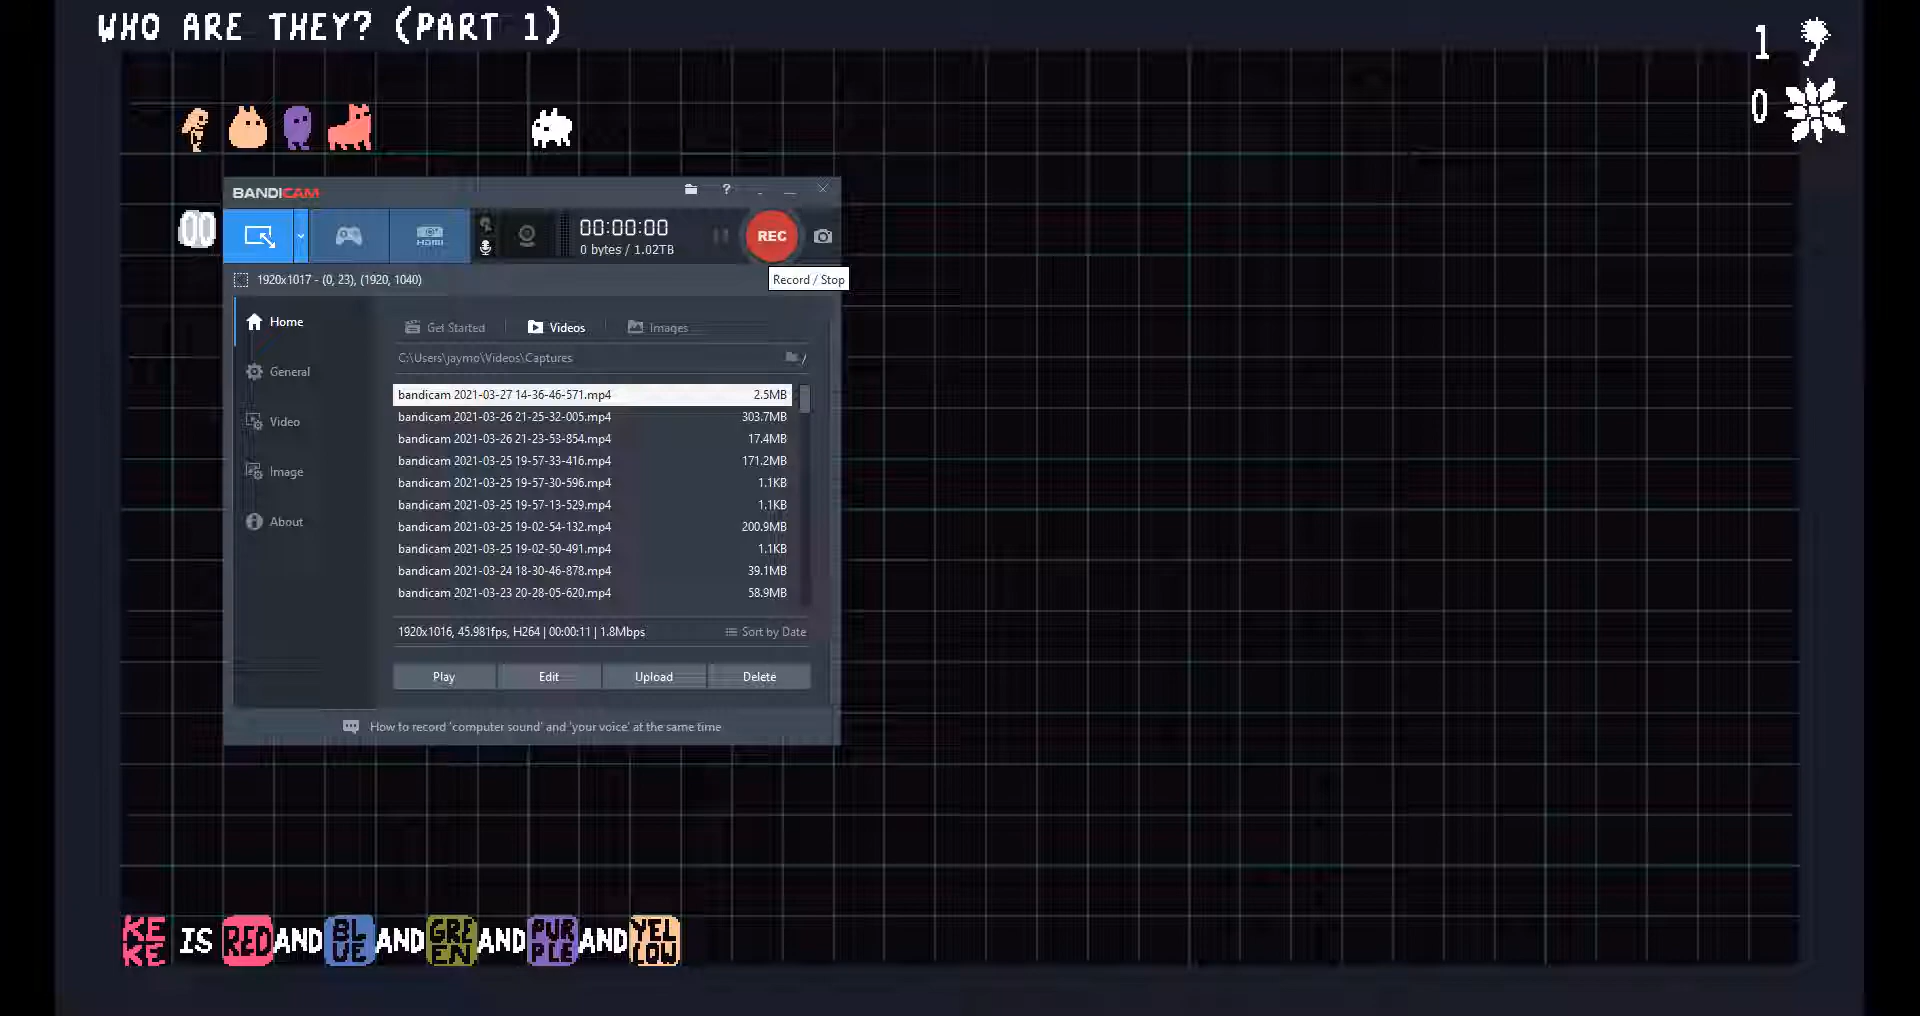 WHO ARE THEY? (PART 1)
1
0
BANDICAM
?
HDMI
00:00:00
0 bytes / 1.02TB
REC
1920x1017 - (0, 23), (1920, 1040)
Record / Stop
Home
General
Video
Image
About
Get Started
Videos
Images
C:\Users\jaymo\Videos\Captures
bandicam 2021-03-27 14-36-46-571.mp4 2.5MB
bandicam 2021-03-26 21-25-32-005.mp4 303.7MB
bandicam 2021-03-26 21-23-53-854.mp4 17.4MB
bandicam 2021-03-25 19-57-33-416.mp4 171.2MB
bandicam 2021-03-25 19-57-30-596.mp4 1.1KB
bandicam 2021-03-25 19-57-13-529.mp4 1.1KB
bandicam 2021-03-25 19-02-54-132.mp4 200.9MB
bandicam 2021-03-25 19-02-50-491.mp4 1.1KB
bandicam 2021-03-24 18-30-46-878.mp4 39.1MB
bandicam 2021-03-23 20-28-05-620.mp4 58.9MB
1920x1016, 45.981fps, H264 | 00:00:11 | 1.8Mbps
Sort by Date
Play
Edit
Upload
Delete
How to record 'computer sound' and 'your voice' at the same time
KEKE IS RED AND BLUE AND GREEN AND PURPLE AND YELLOW